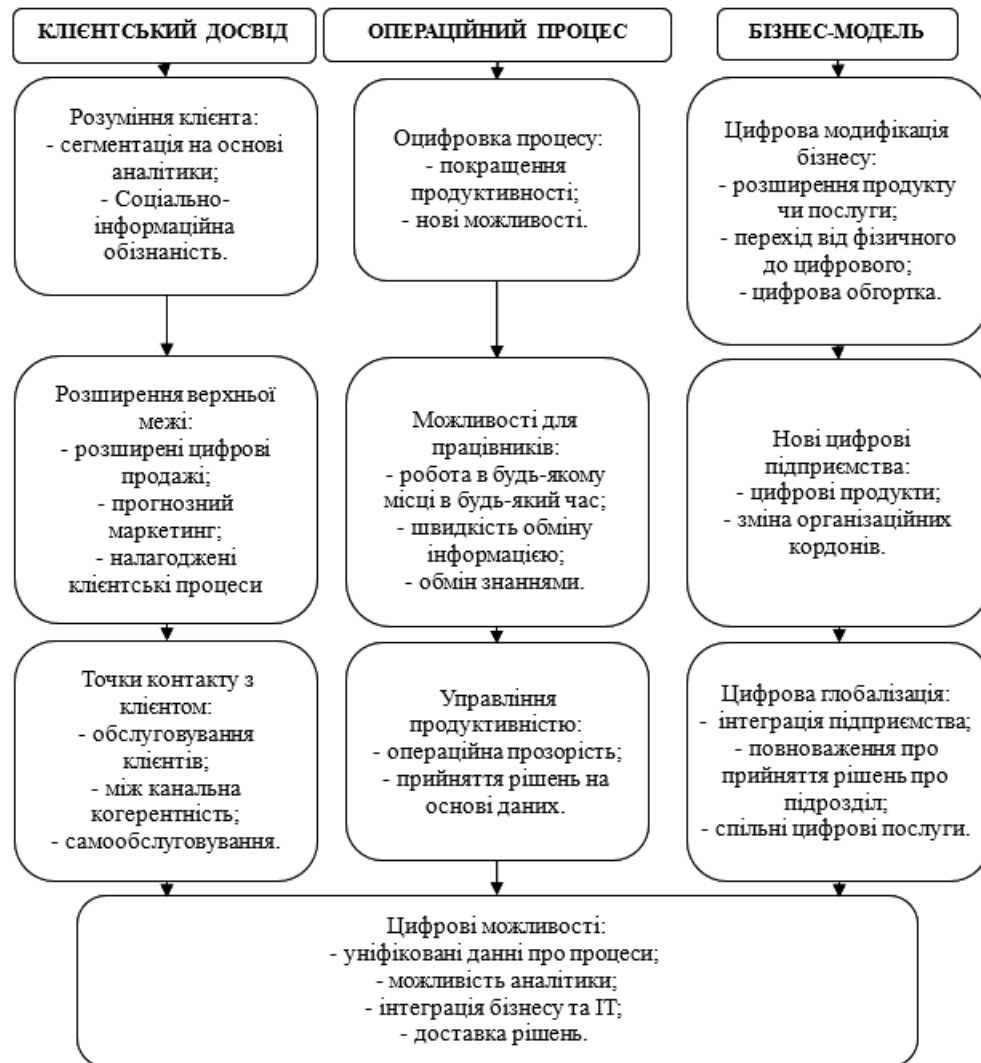 КЛІЄНТСЬКИЙ ДОСВІД
ОПЕРАЦІЙНИЙ ПРОЦЕС
БІЗНЕС-МОДЕЛЬ
Розуміння клієнта:
- сегментація на основі
аналітики;
- Соціально-
інформаційна
обізнаість.
Оцифровка процесу:
- покращення
продуктивності;
- нові можливості.
Цифрова модифікація
бізнесу:
- розширення продукту
чи послуги;
- перехід від фізичного
до цифрового;
- цифрова обгортка.
Розширення верхньої
межі:
- розширені цифрові
продажі;
- прогнозний
маркетинг;
- налагоджені
клієнтські процеси
Можливості для
працівників:
- робота в будь-якому
місці в будь-який час;
- швидкість обміну
інформацією;
- обмін знаннями.
Нові цифрові
підприємства:
- цифрові продукти;
- зміна організаційних
кордонів.
Точки контакту з
клієнтом:
- обслуговування
клієнтів;
- між канальна
когерентність;
- самообслуговування.
Управління
продуктивністю:
- операційна прозорість;
- прийняття рішень на
основі даних.
Цифрова глобалізація:
- інтеграція підприємства;
- повноваження про
прийняття рішень про
підрозділ;
- спільні цифрові послуги.
Цифрові можливості:
- уніфіковані данні про процеси;
- можливість аналітики;
- інтеграція бізнесу та ІТ;
- доставка рішень.